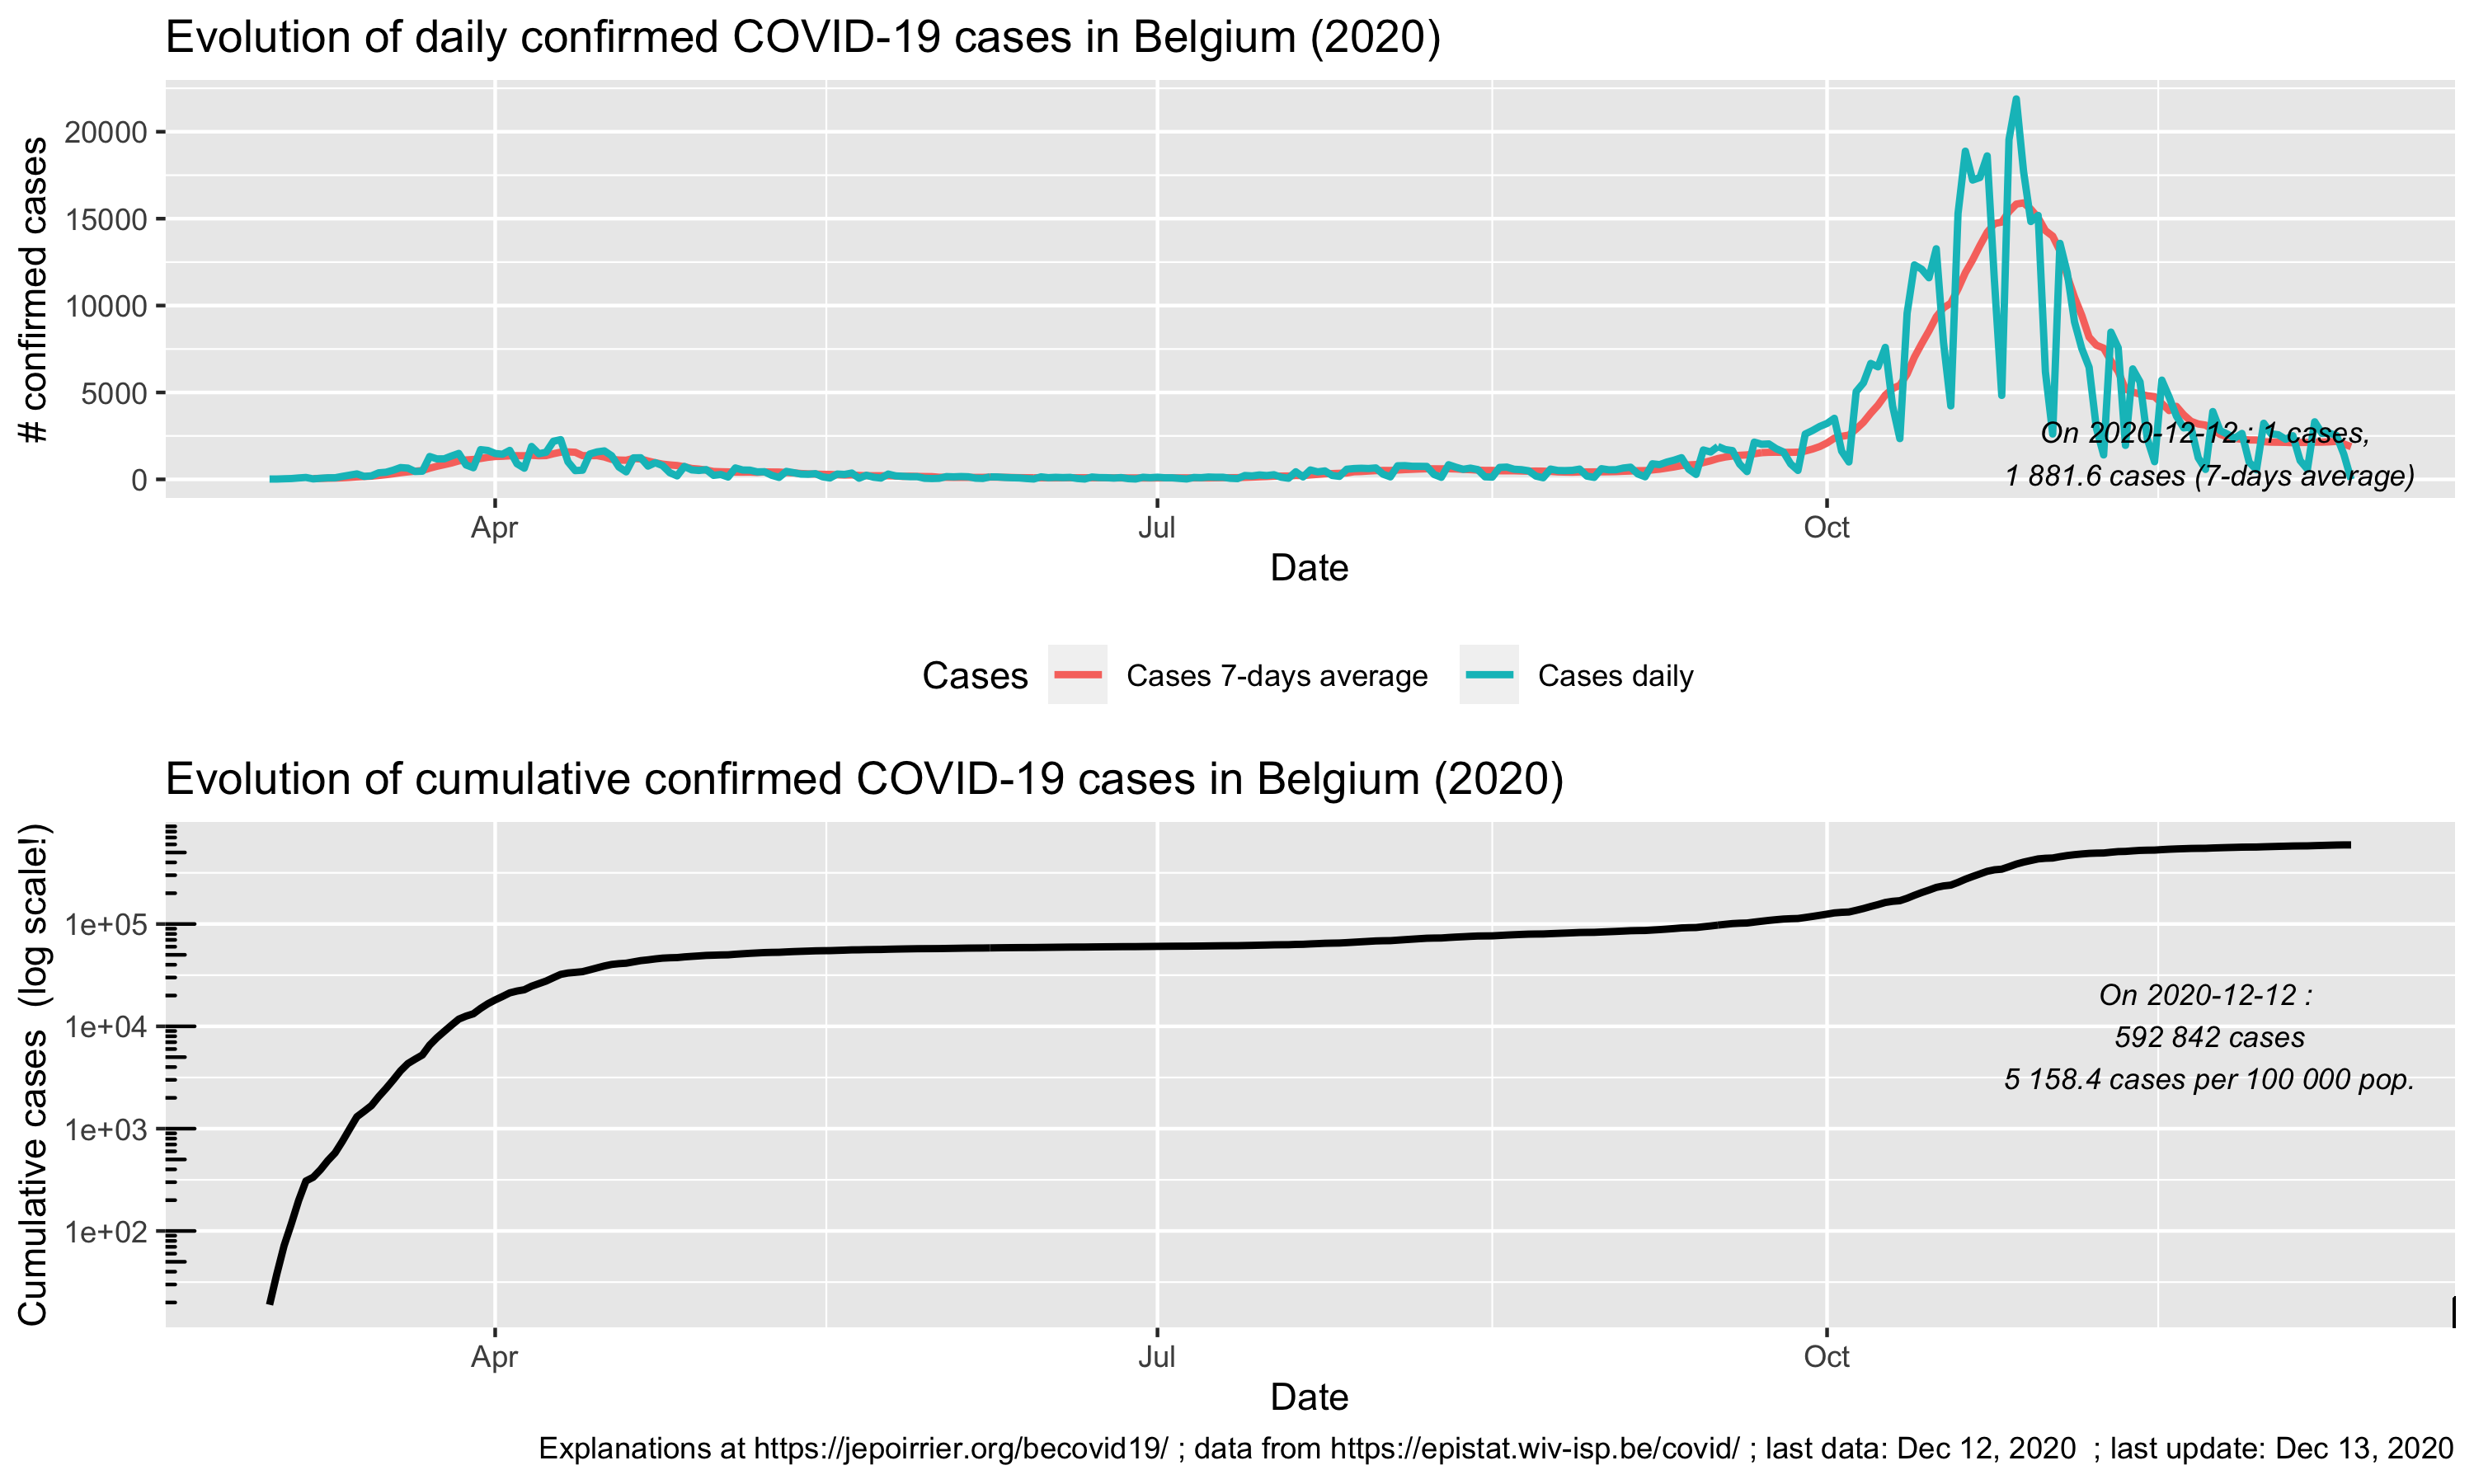 Evolution of daily confirmed COVID-19 cases in Belgium (2020)
# confirmed cases
20000
15000
10000
5000
0
On 2020-12-12 : 1 cases,
1 881.6 cases (7-days average)
Apr
Jul
Oct
Date
Cases
Cases 7-days average
Cases daily
Evolution of cumulative confirmed COVID-19 cases in Belgium (2020)
Cumulative cases (log scale!)
1e+05
1e+04
1e+03
1e+02
On 2020-12-12 :
592 842 cases
5 158.4 cases per 100 000 pop.
Apr
Jul
Oct
Date
Explanations at https://jepoirrier.org/becovid19/ ; data from https://epistat.wiv-isp.be/covid/ ; last data: Dec 12, 2020 ; last update: Dec 13, 2020